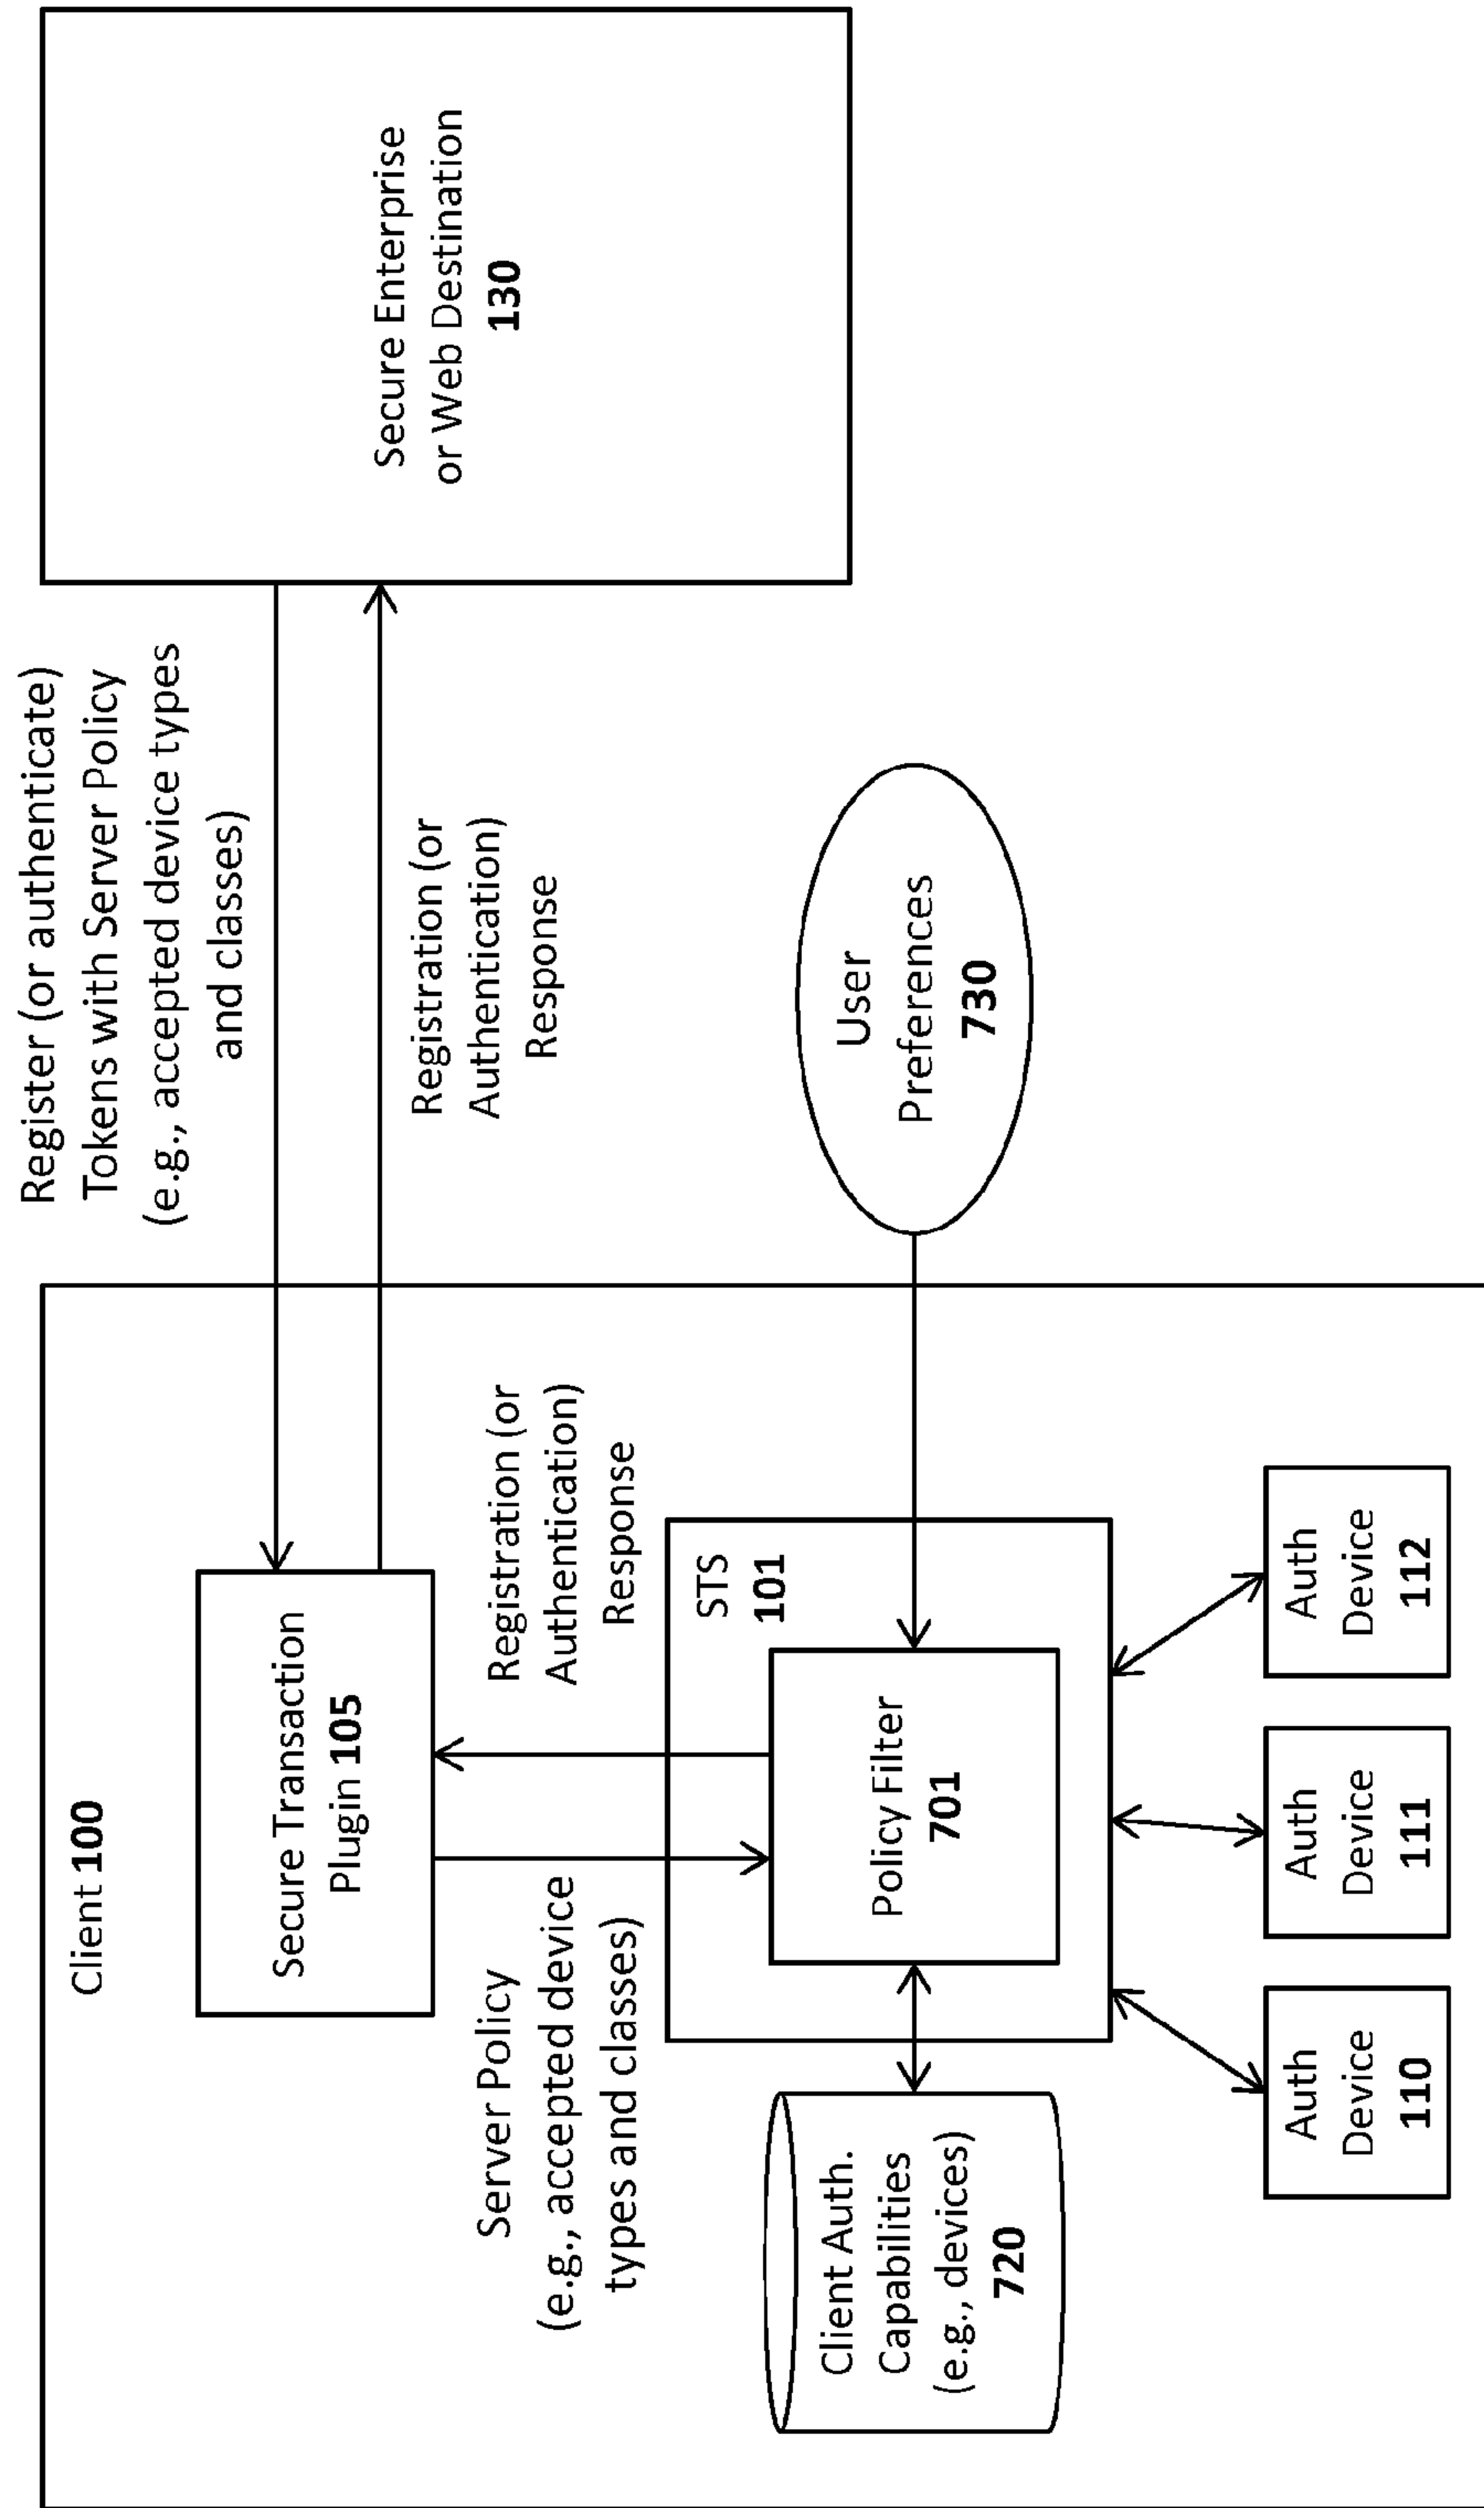 Client 100
Secure Transaction
Plugin 105
Server Policy
(e.g., accepted device
types and classes)
Registration (or
Authentication)
Response
STS
101
Policy Filter
701
Client Auth.
Capabilities
(e.g., devices)
720
Auth
Device
110
Auth
Device
111
Auth
Device
112
Register (or authenticate)
Tokens with Server Policy
(e.g., accepted device types
and classes)
Registration (or
Authentication)
Response
User
Preferences
730
Secure Enterprise
or Web Destination
130